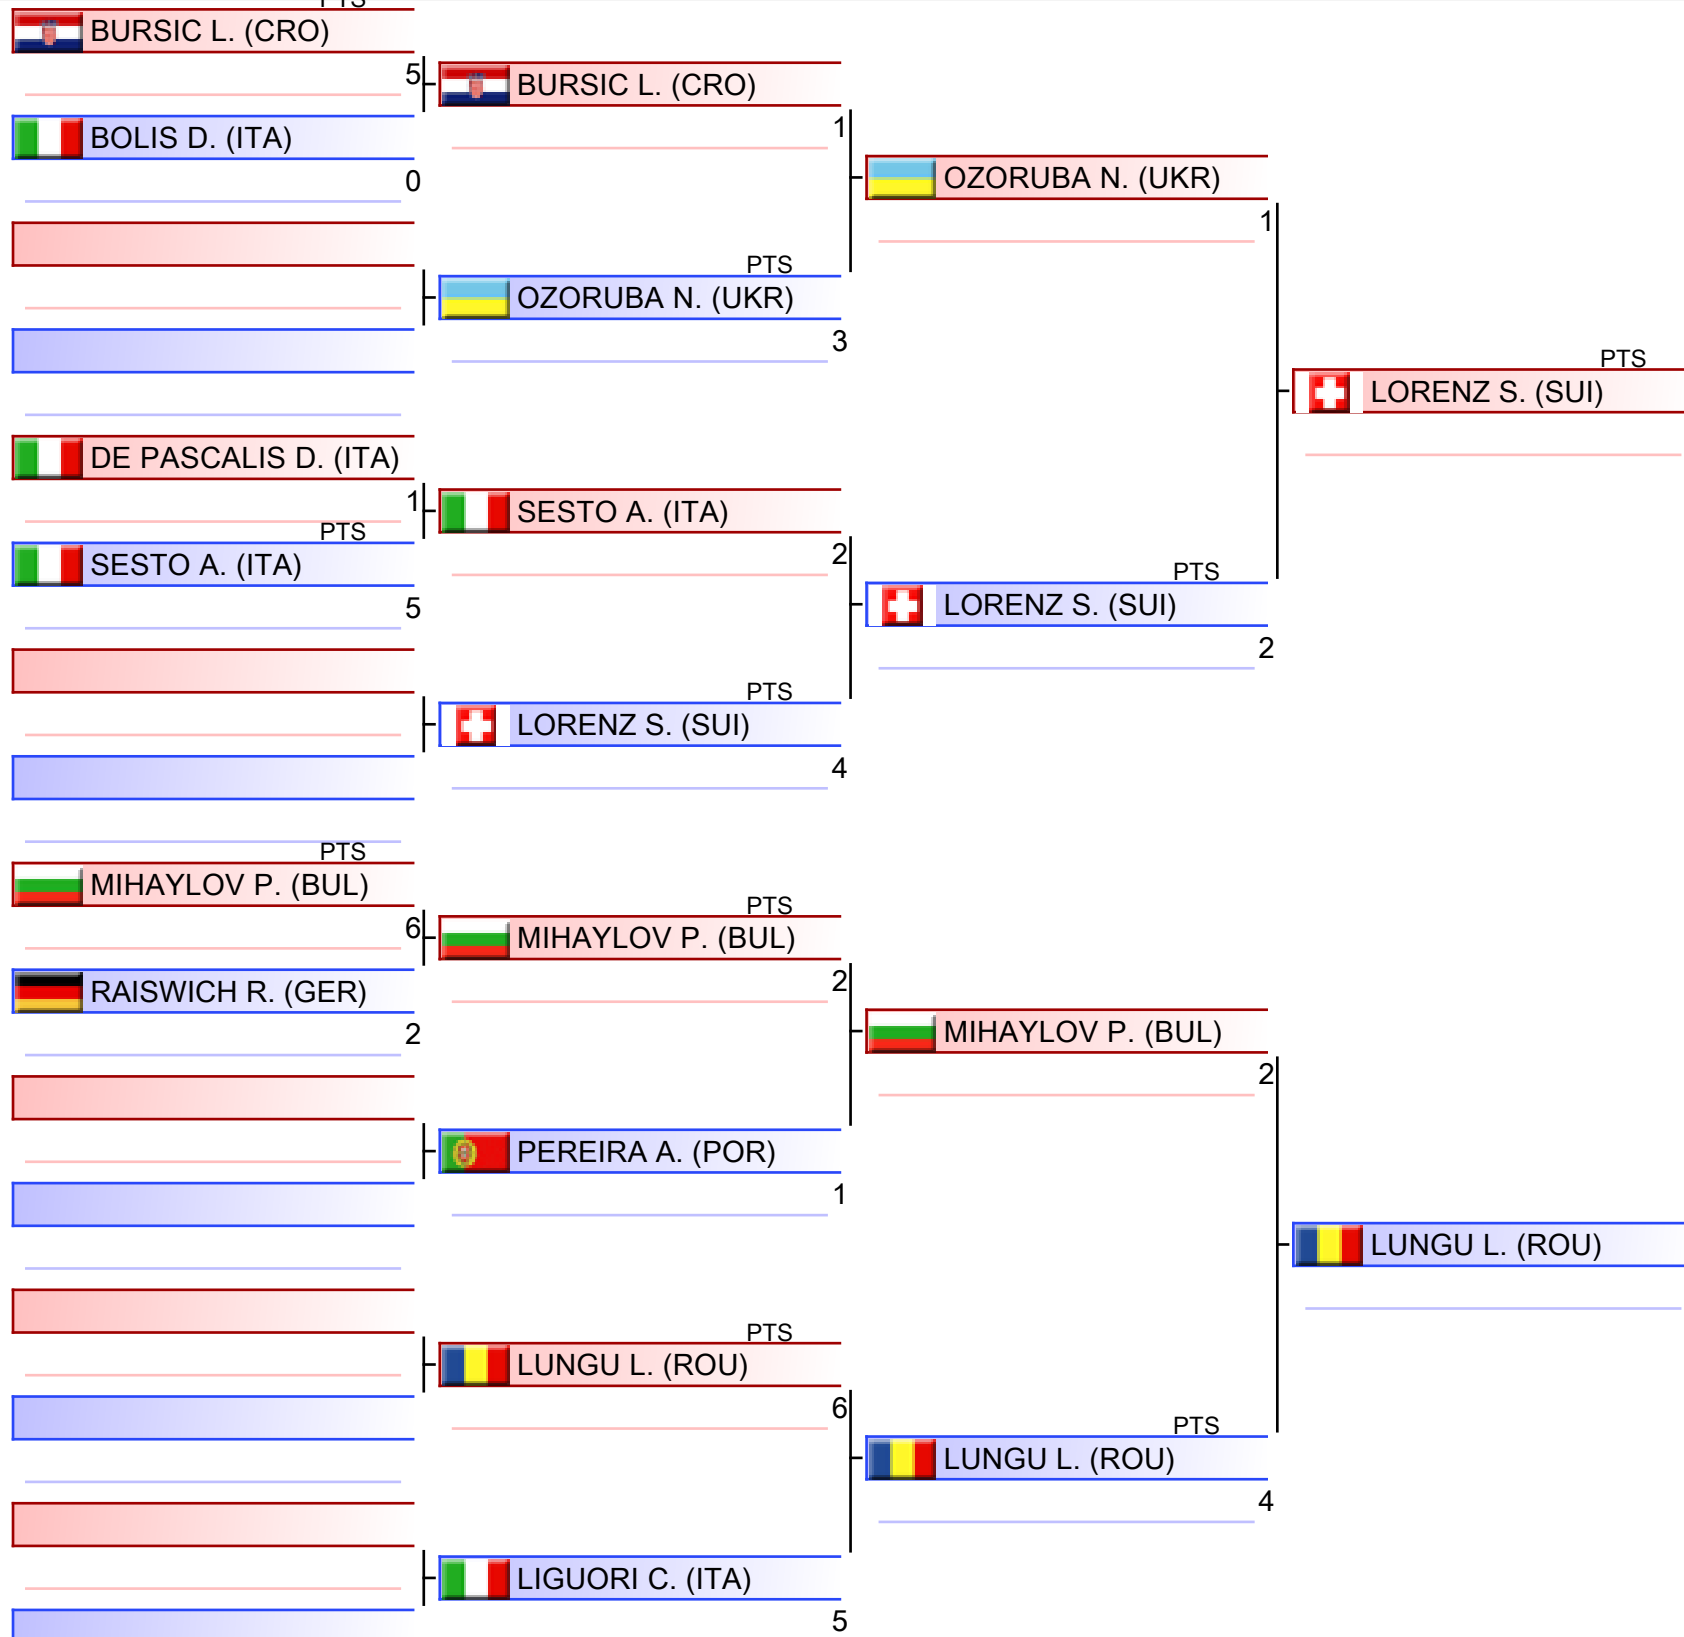 PTS
BURSIC L. (CRO)
5
BOLIS D. (ITA)
0
DE PASCALIS D. (ITA)
1
PTS
SESTO A. (ITA)
5
PTS
MIHAYLOV P. (BUL)
6
RAISWICH R. (GER)
2
BURSIC L. (CRO)
1
PTS
OZORUBA N. (UKR)
3
SESTO A. (ITA)
2
PTS
LORENZ S. (SUI)
4
PTS
MIHAYLOV P. (BUL)
2
PEREIRA A. (POR)
1
PTS
LUNGU L. (ROU)
6
LIGUORI C. (ITA)
5
OZORUBA N. (UKR)
1
PTS
LORENZ S. (SUI)
2
MIHAYLOV P. (BUL)
2
PTS
LUNGU L. (ROU)
4
PTS
LORENZ S. (SUI)
LUNGU L. (ROU)